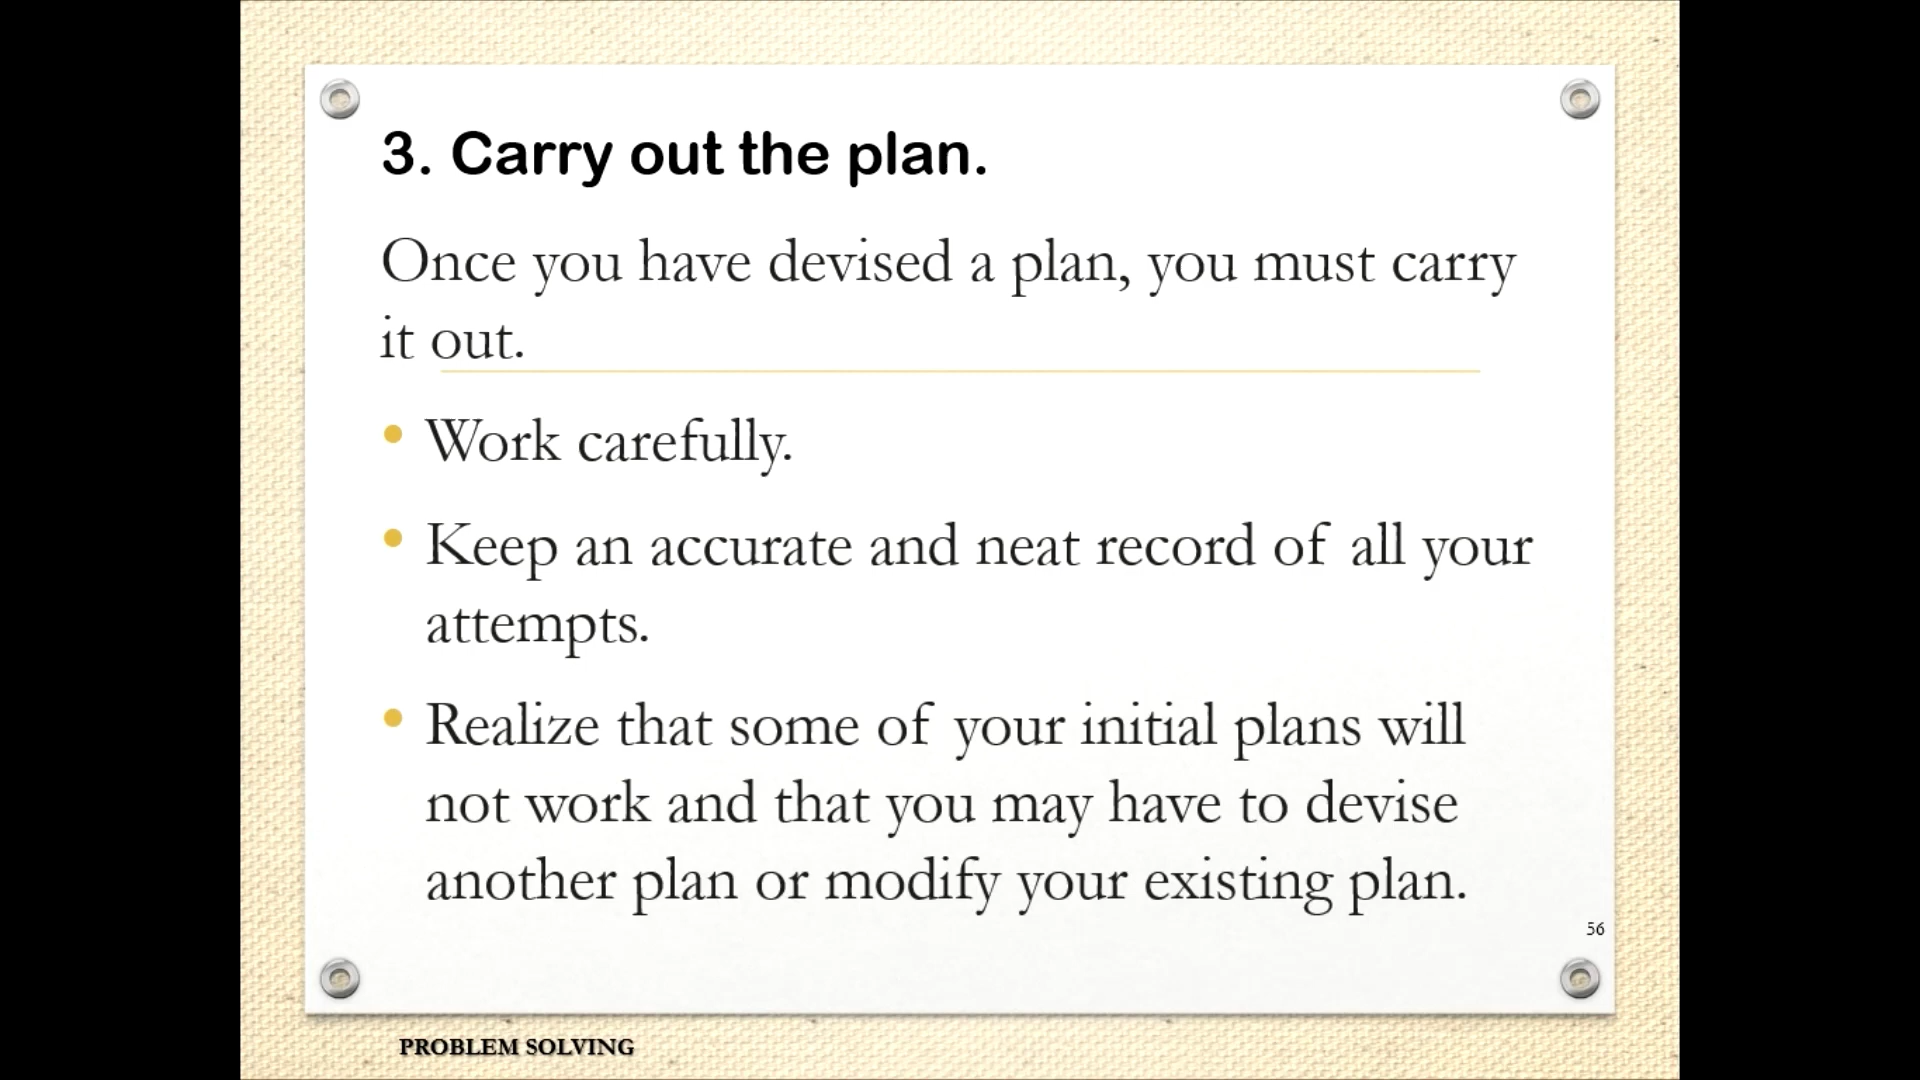 3. Carry out the plan.
Once you have devised a plan, you must carry
it out.
• Work carefully.
• Keep an accurate and neat record of all your
attempts.
• Realize that some of your initial plans will
not work and that you may have to devise
another plan or modify your existing plan.
56
PROBLEM SOLVING